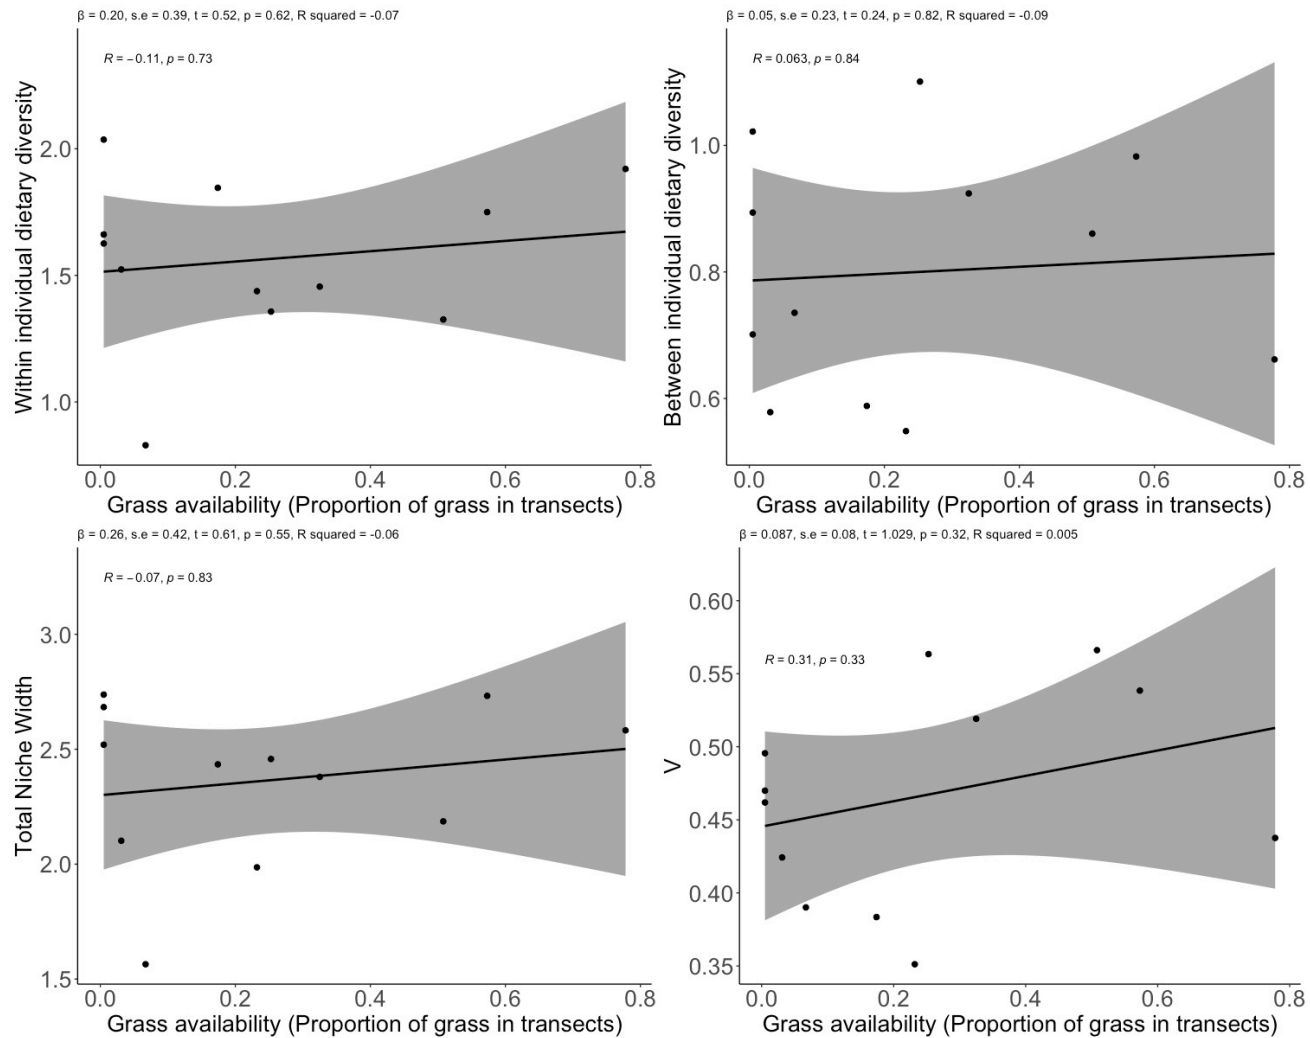 β = 0.20, s.e = 0.39, t = 0.52, p = 0.62, R squared = -0.07
R = −0.11, p = 0.73
Within individual dietary diversity
2.0
1.5
1.0
0.0 0.2 0.4 0.6 0.8
Grass availability (Proportion of grass in transects)
β = 0.05, s.e = 0.23, t = 0.24, p = 0.82, R squared = -0.09
R = 0.063, p = 0.84
Between individual dietary diversity
1.0
0.8
0.6
0.0 0.2 0.4 0.6 0.8
Grass availability (Proportion of grass in transects)
β = 0.26, s.e = 0.42, t = 0.61, p = 0.55, R squared = -0.06
R = −0.07, p = 0.83
Total Niche Width
3.0
2.5
2.0
1.5
0.0 0.2 0.4 0.6 0.8
Grass availability (Proportion of grass in transects)
β = 0.087, s.e = 0.08, t = 1.029, p = 0.32, R squared = 0.005
R = 0.31, p = 0.33
V
0.60
0.55
0.50
0.45
0.40
0.35
0.0 0.2 0.4 0.6 0.8
Grass availability (Proportion of grass in transects)